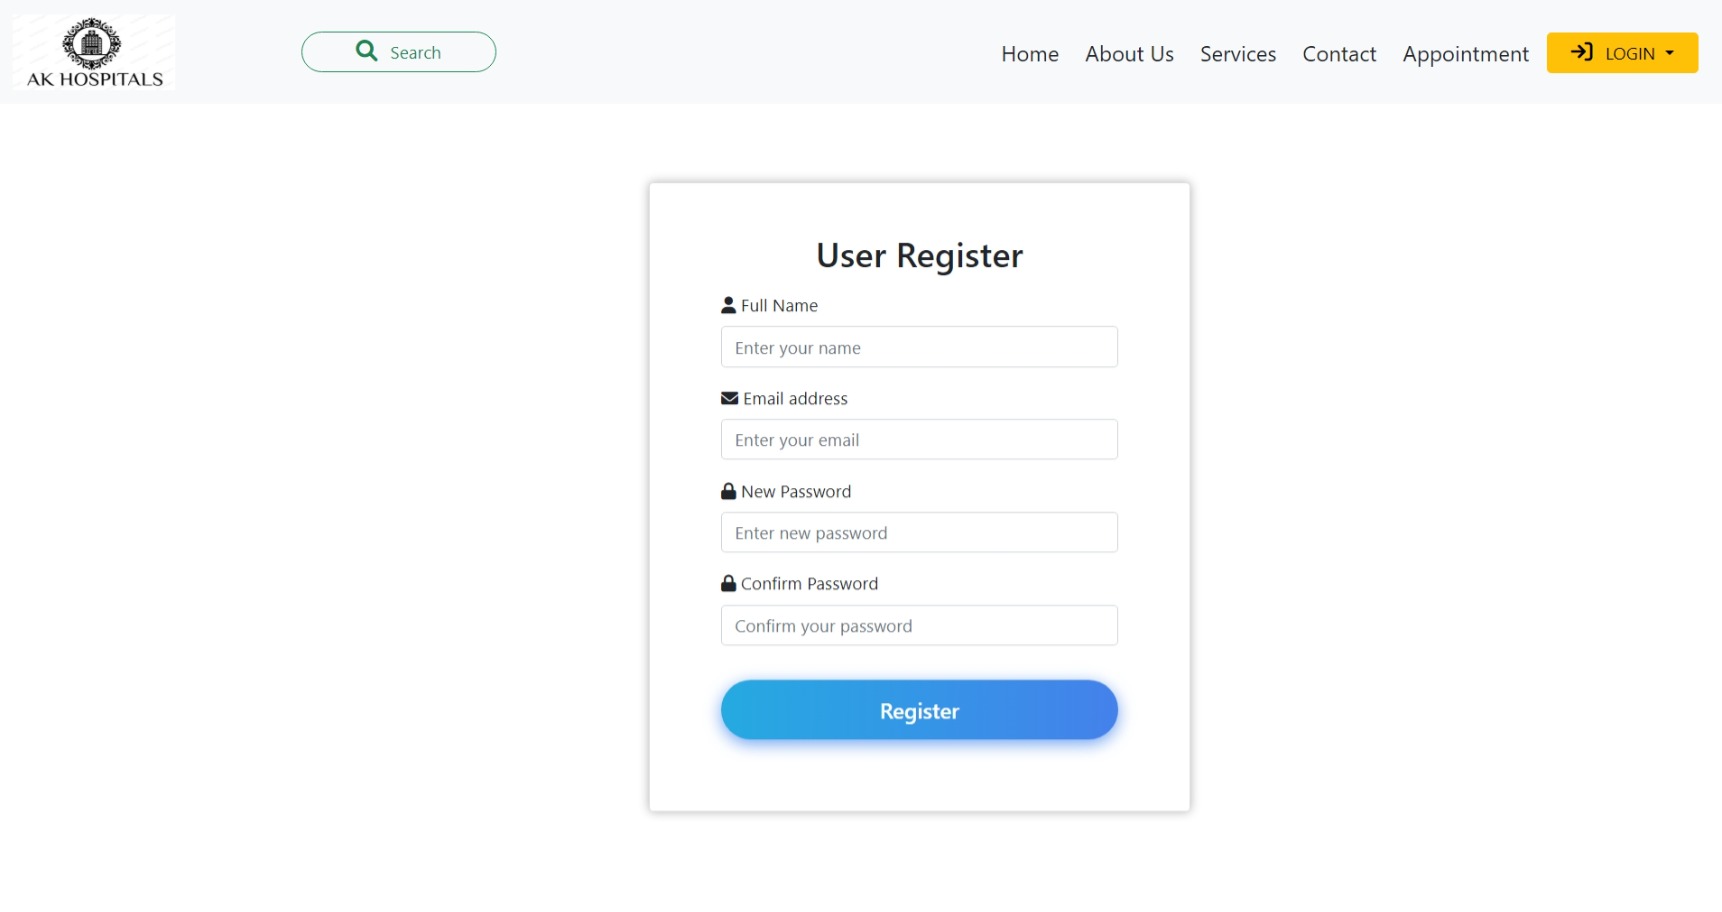 AK HOSPITALS
Search
Home
About Us
Services
Contact
Appointment
LOGIN
User Register
Full Name
Enter your name
Email address
Enter your email
New Password
Enter new password
Confirm Password
Confirm your password
Register